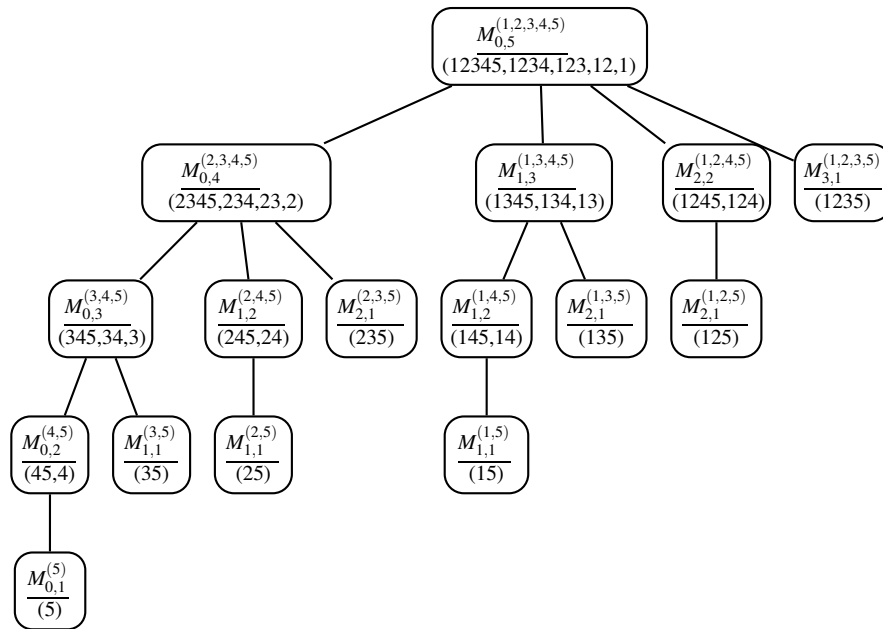 M_{0,5}^{(1,2,3,4,5)}
(12345,1234,123,12,1)
M_{0,4}^{(2,3,4,5)}
(2345,234,23,2)
M_{1,3}^{(1,3,4,5)}
(1345,134,13)
M_{2,2}^{(1,2,4,5)}
(1245,124)
M_{3,1}^{(1,2,3,5)}
(1235)
M_{0,3}^{(3,4,5)}
(345,34,3)
M_{1,2}^{(2,4,5)}
(245,24)
M_{2,1}^{(2,3,5)}
(235)
M_{1,2}^{(1,4,5)}
(145,14)
M_{2,1}^{(1,3,5)}
(135)
M_{2,1}^{(1,2,5)}
(125)
M_{0,2}^{(4,5)}
(45,4)
M_{1,1}^{(3,5)}
(35)
M_{1,1}^{(2,5)}
(25)
M_{1,1}^{(1,5)}
(15)
M_{0,1}^{(5)}
(5)